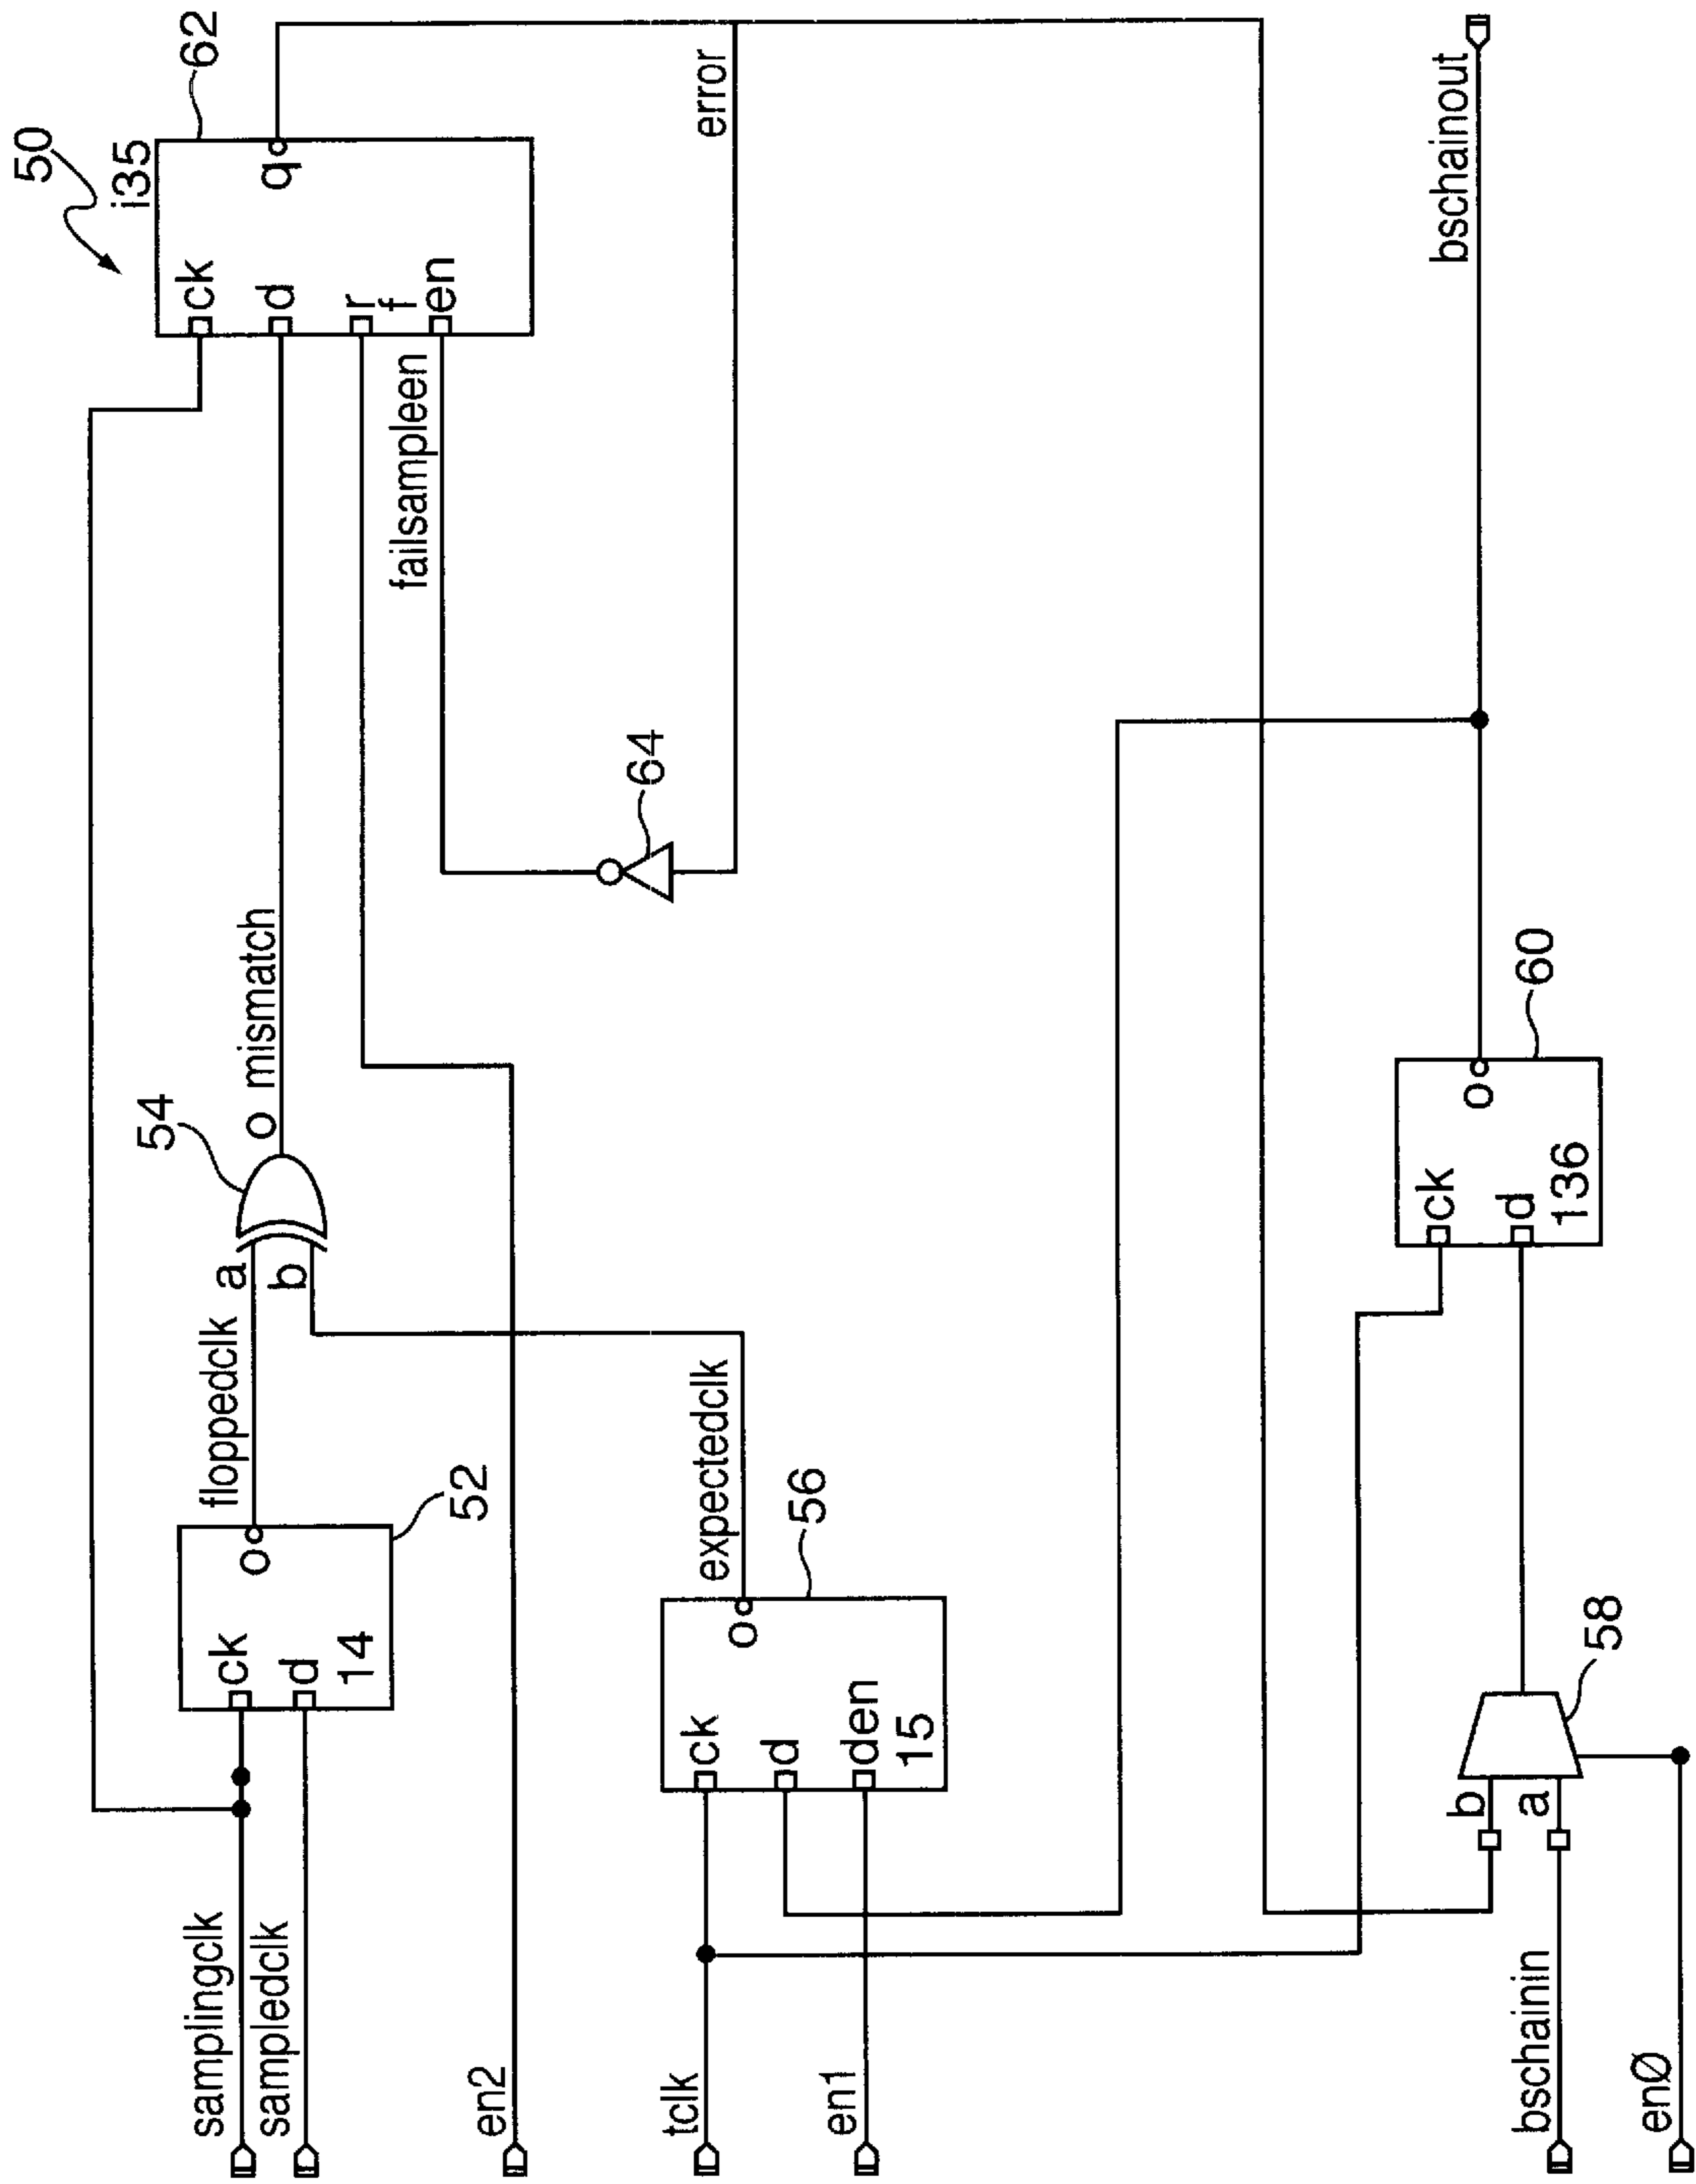 50
i35
62
ck
d
r
f
en
q
failsampleen
error
64
54
o mismatch
a
b
floppedclk
ck
d
14
o
52
samplingclk
sampledclk
en2
expectedclk
ck
d
den
15
o
56
tclk
en1
bschainout
ck
d
136
o
60
b
a
58
bschainin
enØ